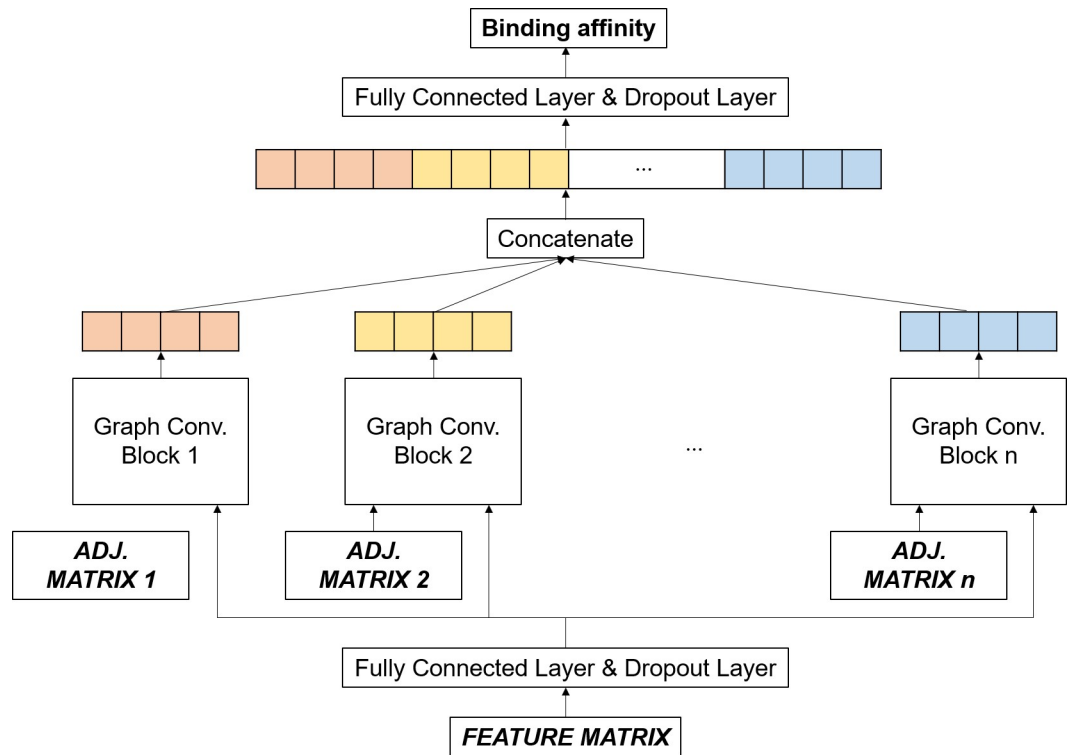 Binding affinity
Fully Connected Layer & Dropout Layer
...
Concatenate
Graph Conv.
Block 1
Graph Conv.
Block 2
...
Graph Conv.
Block n
ADJ.
MATRIX 1
ADJ.
MATRIX 2
ADJ.
MATRIX n
Fully Connected Layer & Dropout Layer
FEATURE MATRIX